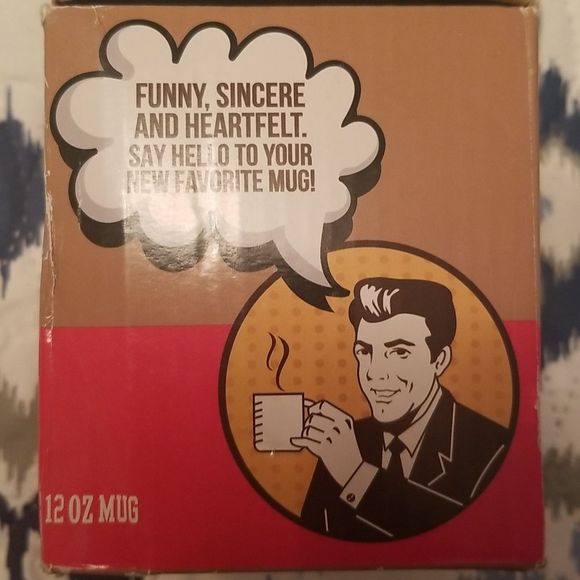 FUNNY, SINCERE
AND HEARTFELT.
SAY HELLO TO YOUR
NEW FAVORITE MUG!
12 OZ MUG